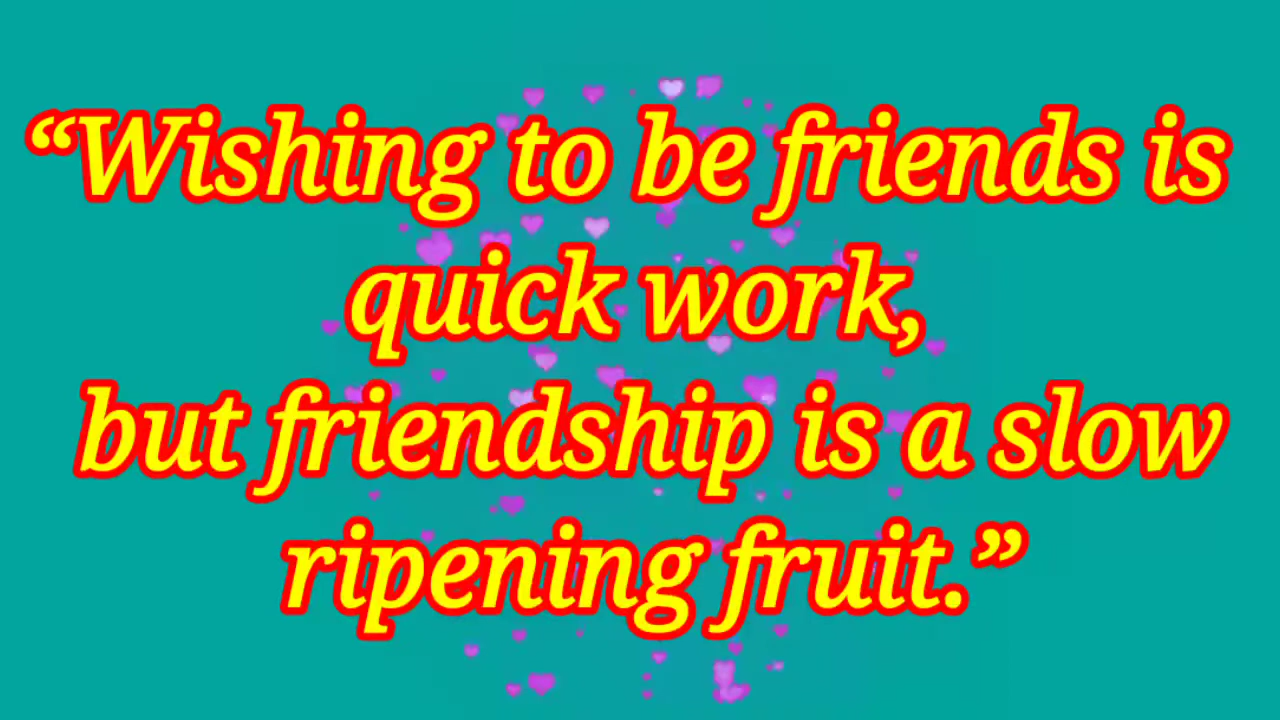 “Wishing to be friends is
quick work,
but friendship is a slow
ripening fruit.”